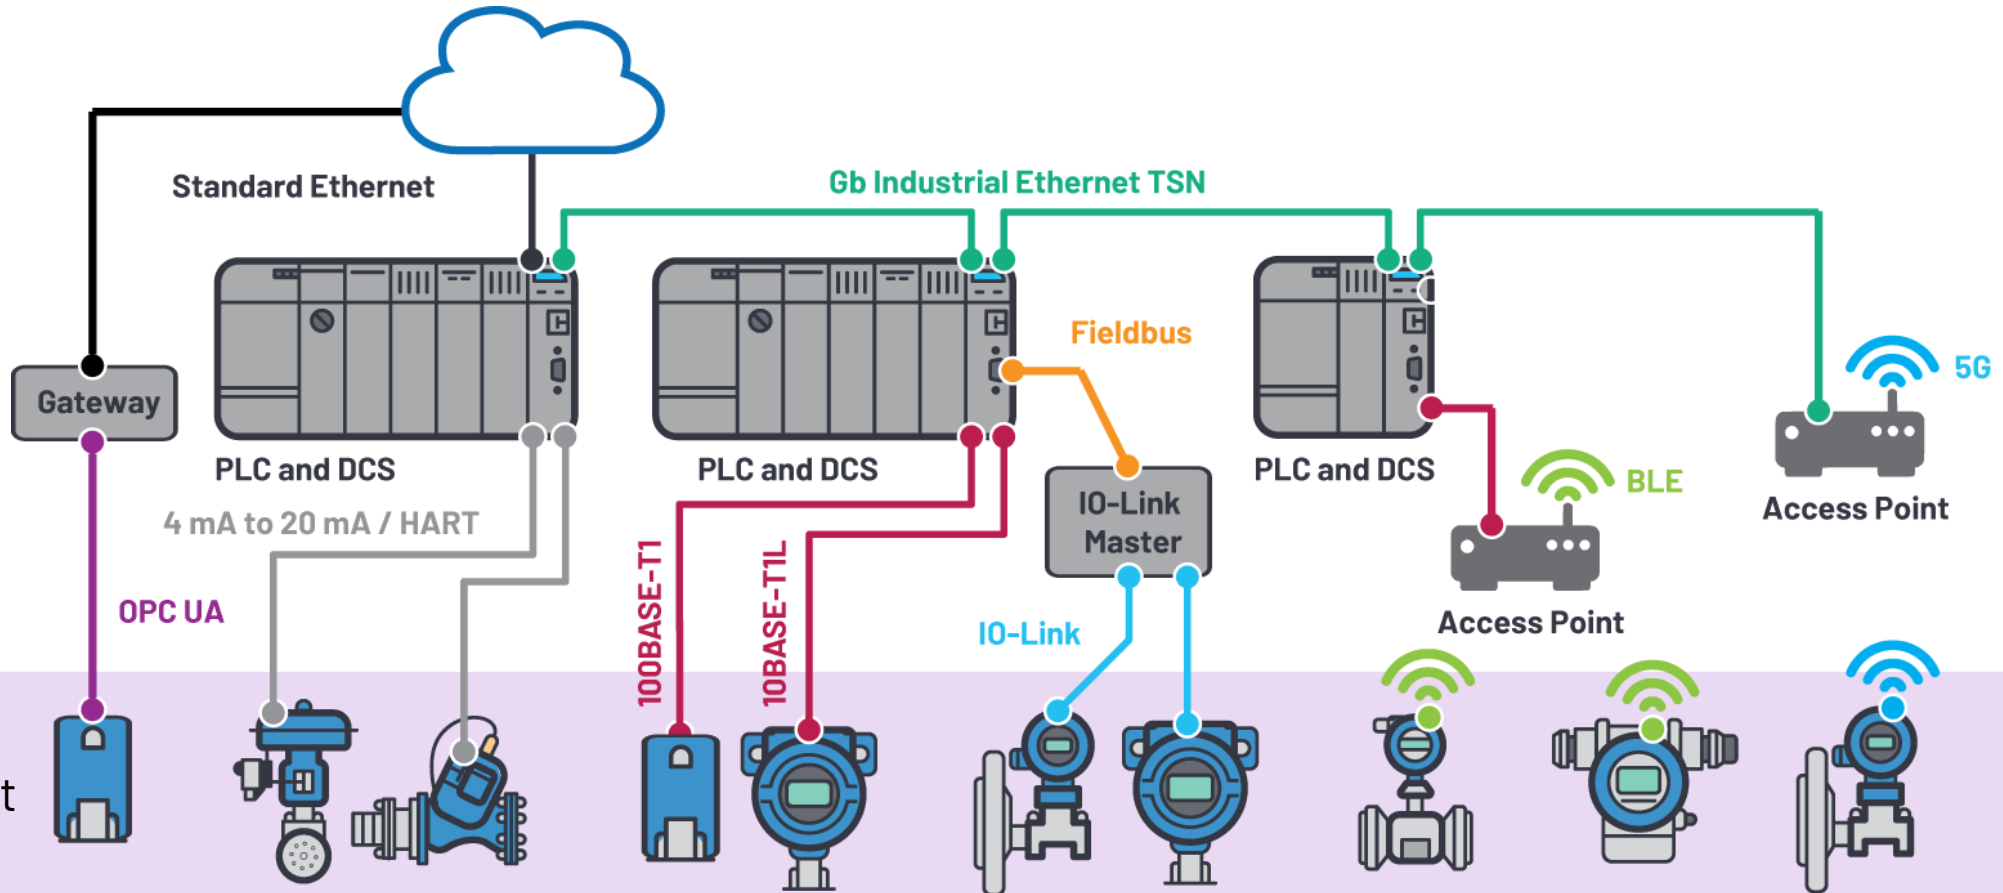 Standard Ethernet
Gb Industrial Ethernet TSN
Gateway
Fieldbus
5G
PLC and DCS
PLC and DCS
PLC and DCS
BLE
IO-Link
Master
Access Point
4 mA to 20 mA / HART
OPC UA
100BASE-T1
10BASE-T1L
IO-Link
Access Point
t